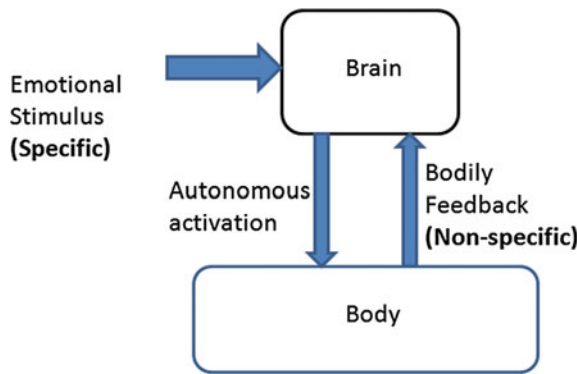 Brain
Emotional
Stimulus
(Specific)
Autonomous
activation
Bodily
Feedback
(Non-specific)
Body